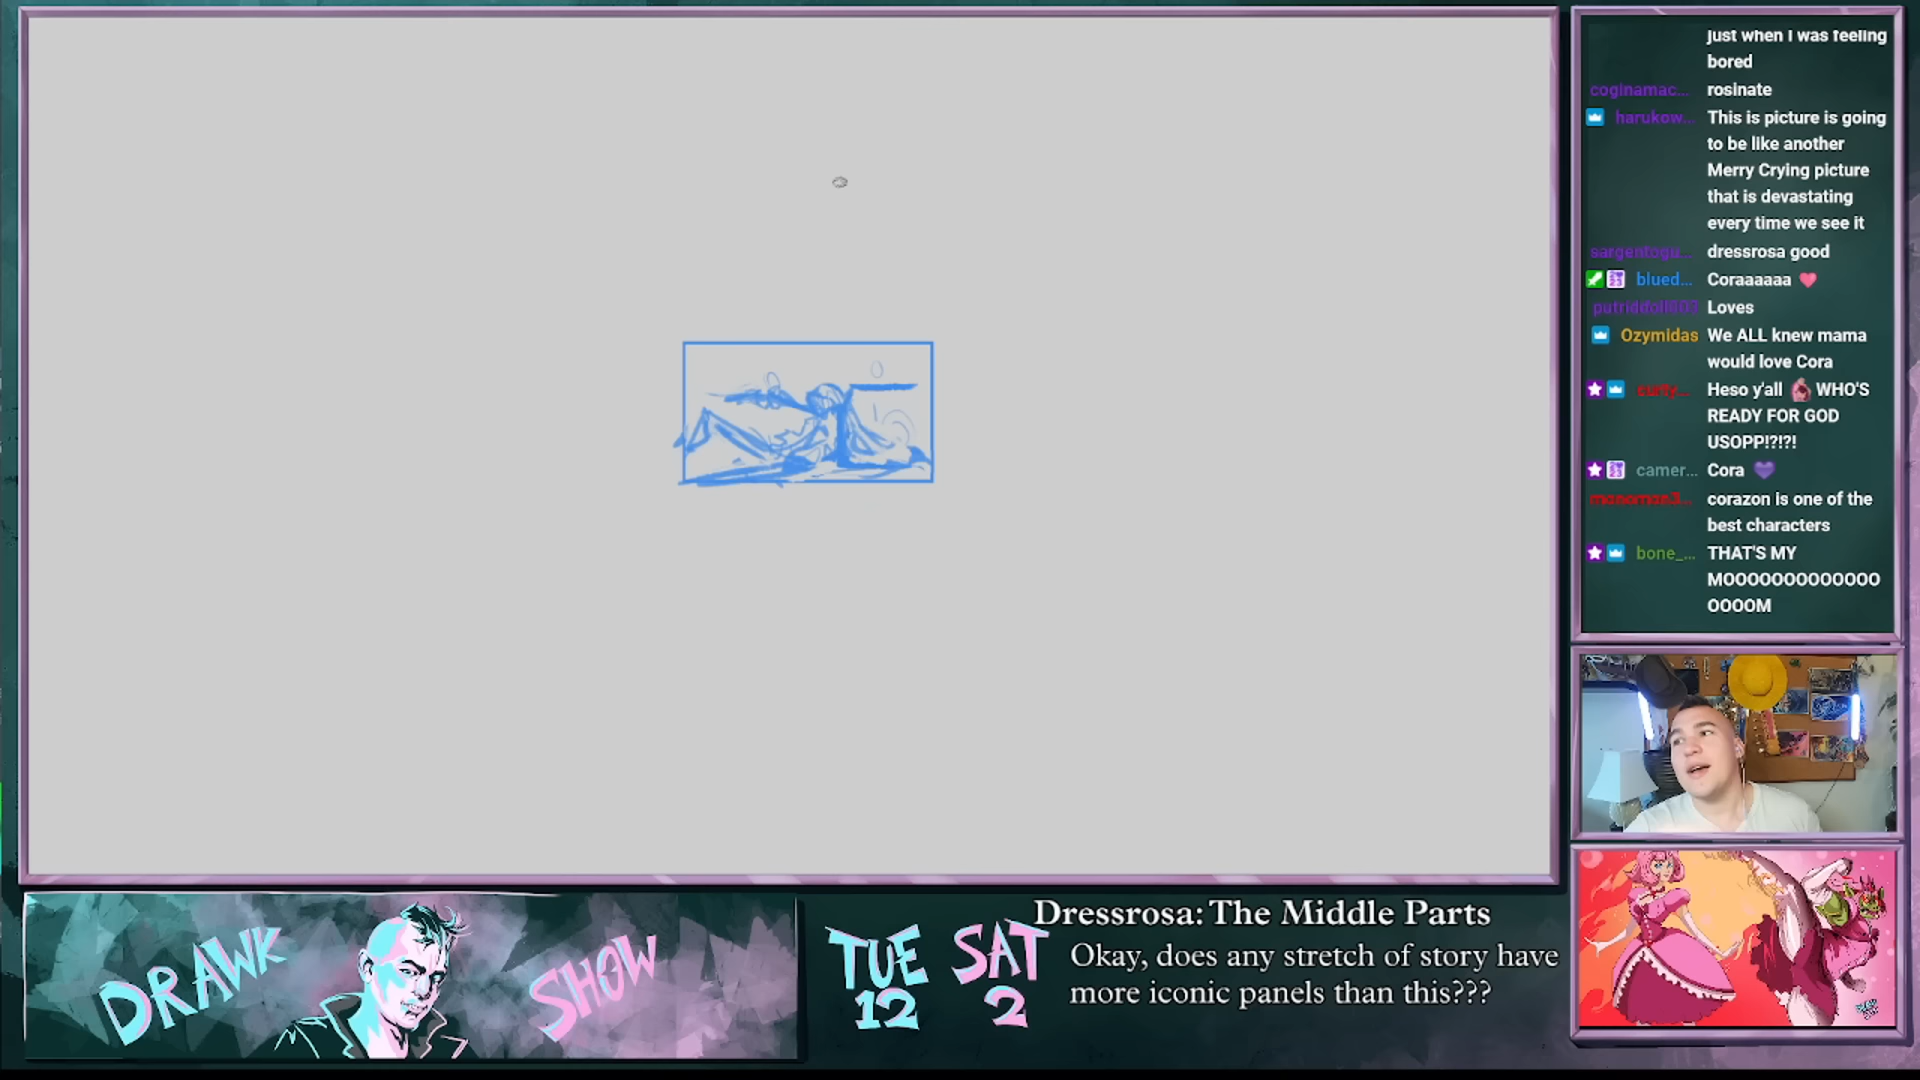 just when I was feeling
bored
coginamac... rosinate
harukow... This is picture is going
to be like another
Merry Crying picture
that is devastating
every time we see it
sargentogu... dressrosa good
blued... Coraaaaaa
putriddoll003 Loves
Ozymidas We ALL knew mama
would love Cora
Heso y'all WHO'S
READY FOR GOD
USOPP!?!?!
camer... Cora
corazon is one of the
best characters
bone_... THAT'S MY
MOOOOOOOOOOOOO
OOOOM
DRAWK
SHOW
TUE
12
SAT
2
Dressrosa: The Middle Parts
Okay, does any stretch of story have
more iconic panels than this???